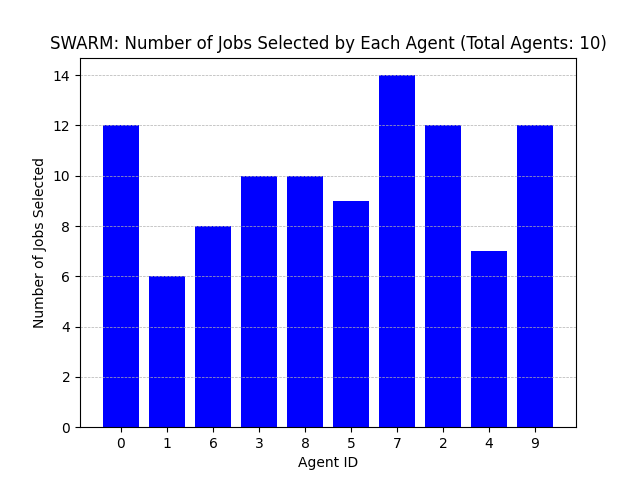 SWARM: Number of Jobs Selected by Each Agent (Total Agents: 10)
Number of Jobs Selected
14
12
10
8
6
4
2
0
0 1 6 3 8 5 7 2 4 9
Agent ID